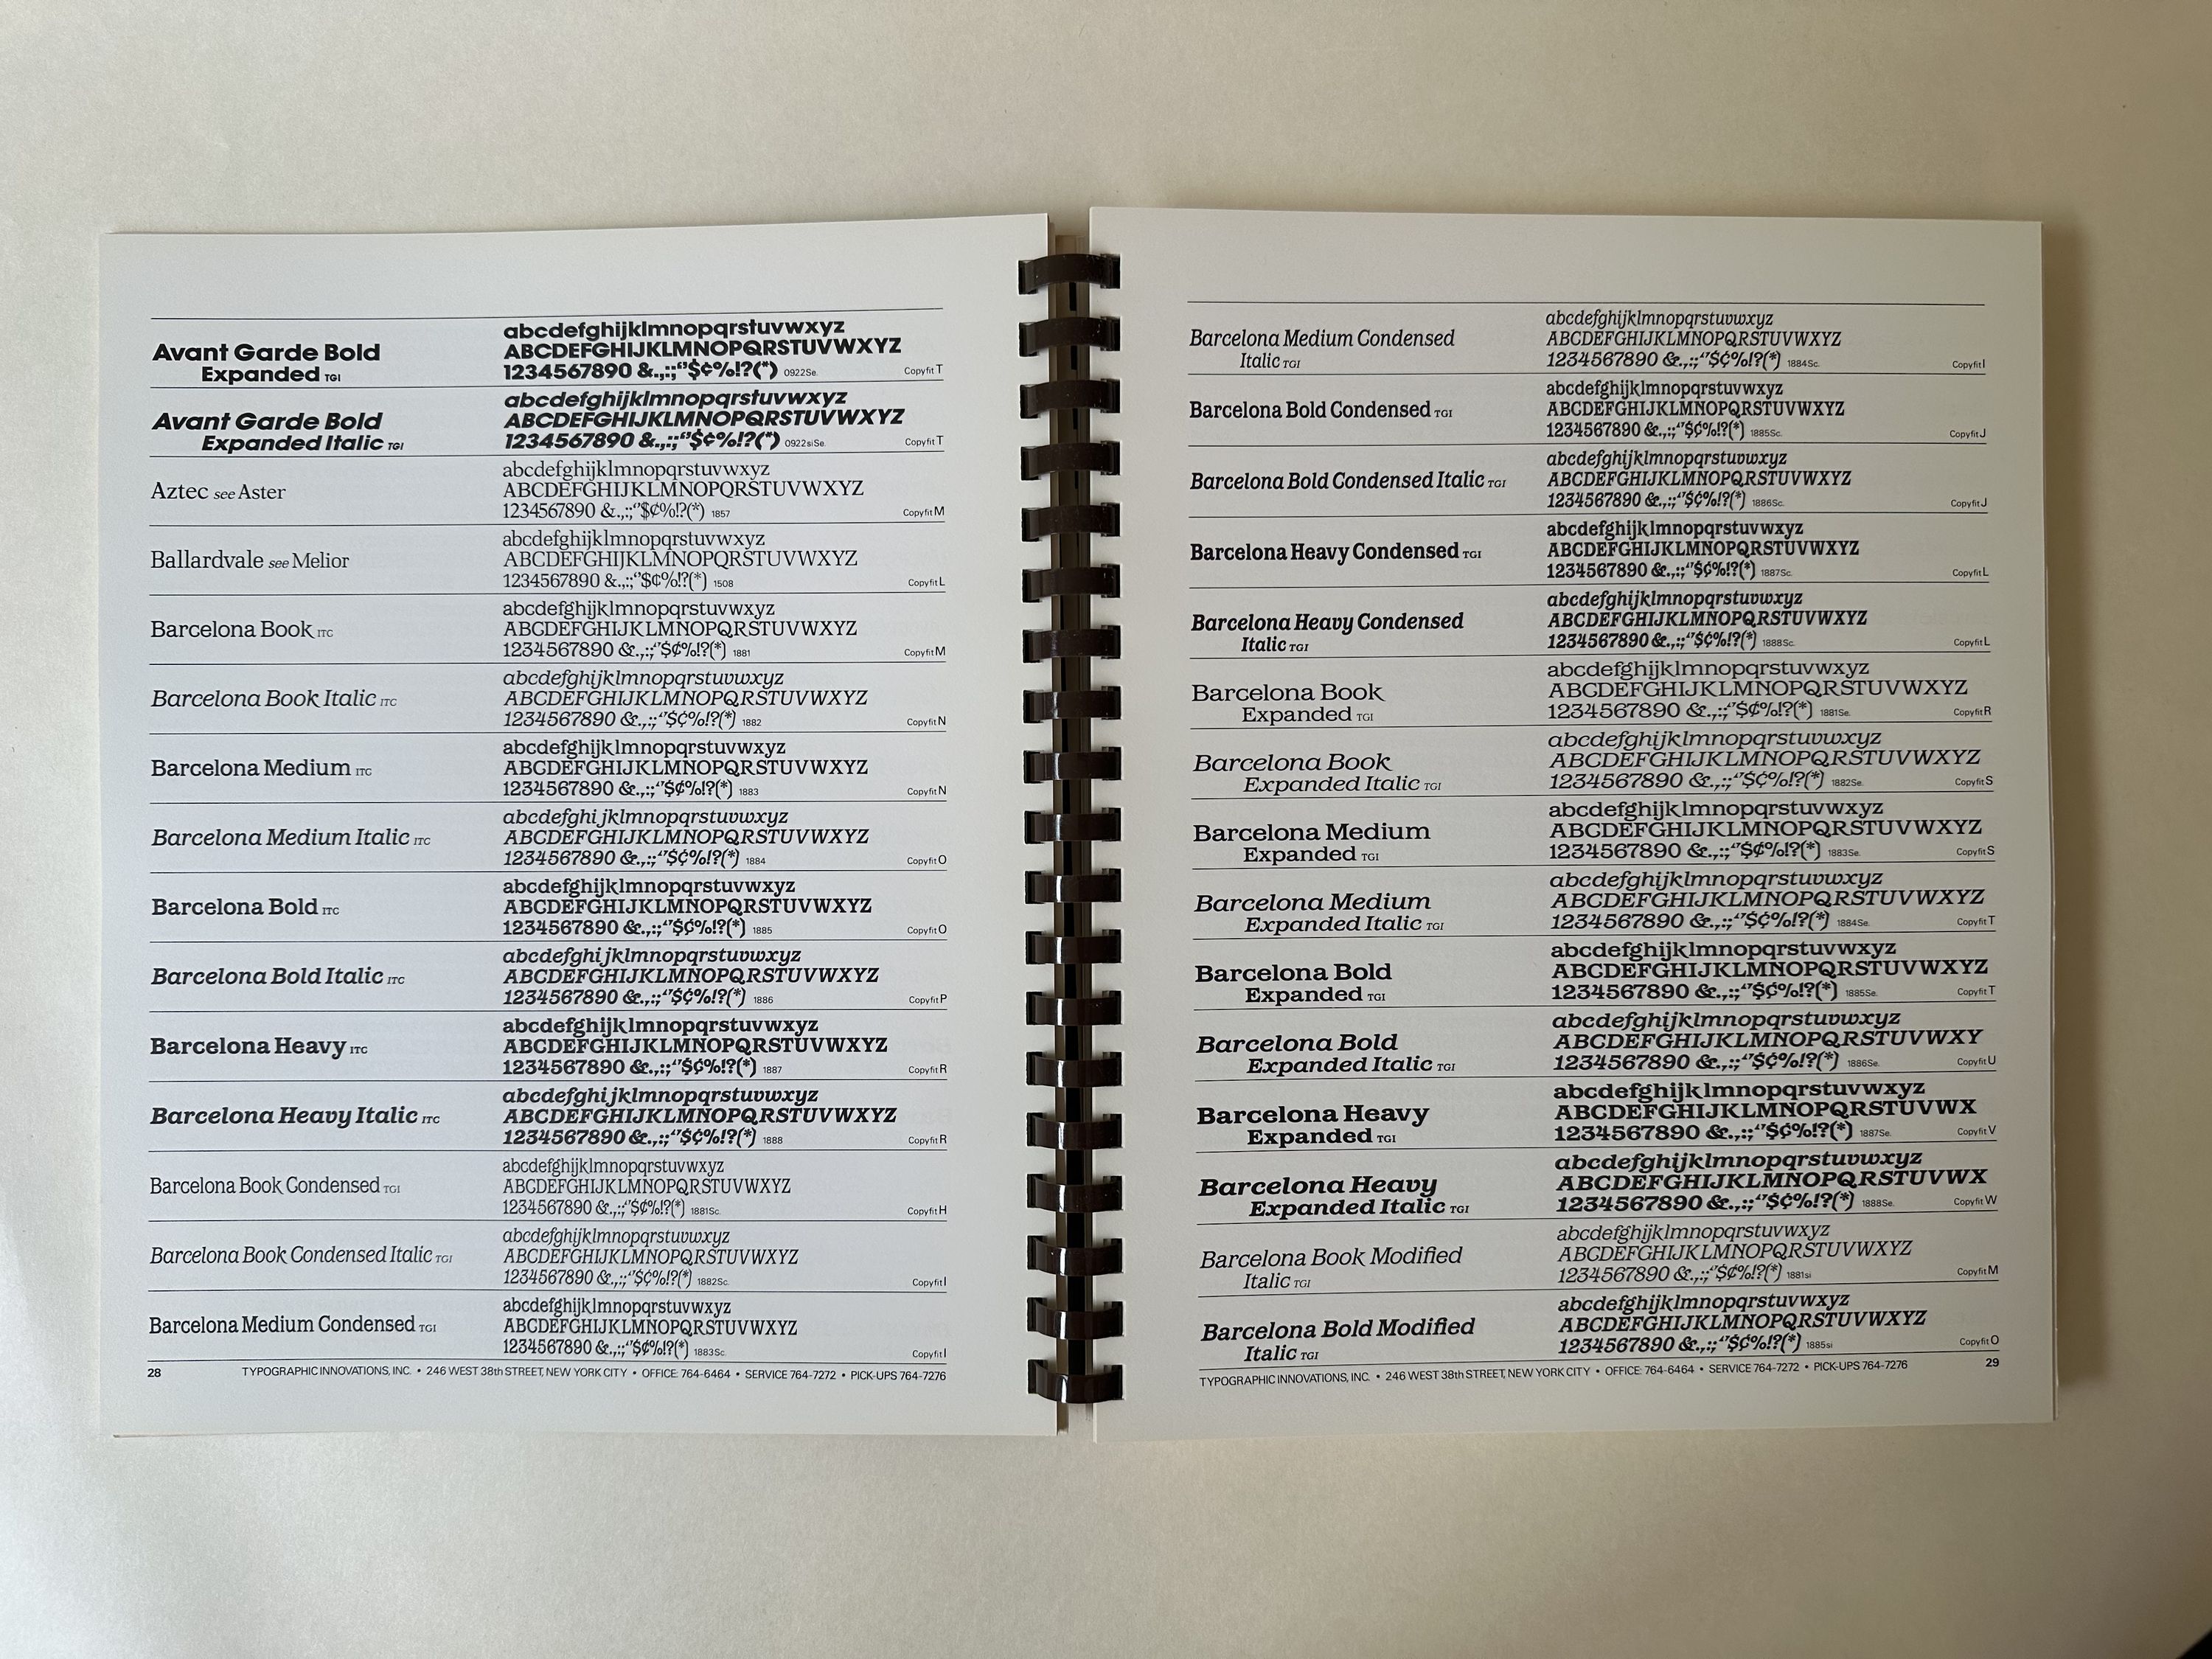 Avant Garde Bold
Expanded TGI
abcdefghijklmnopqrstuvwxyz
ABCDEFGHIJKLMNOPQRSTUVWXYZ
1234567890 &.,:;‘’$¢%!?(*) 0922Se.
Copyfit T
Avant Garde Bold
Expanded Italic TGI
abcdefghijklmnopqrstuvwxyz
ABCDEFGHIJKLMNOPQRSTUVWXYZ
1234567890 &.,:;‘’$¢%!?(*) 0922siSe.
Copyfit T
Aztec see Aster
abcdefghijklmnopqrstuvwxyz
ABCDEFGHIJKLMNOPQRSTUVWXYZ
1234567890 &.,:;‘’$¢%!?(*) 1857
Copyfit M
Ballardvale see Melior
abcdefghijklmnopqrstuvwxyz
ABCDEFGHIJKLMNOPQRSTUVWXYZ
1234567890 &.,:;‘’$¢%!?(*) 1508
Copyfit L
Barcelona Book ITC
abcdefghijklmnopqrstuvwxyz
ABCDEFGHIJKLMNOPQRSTUVWXYZ
1234567890 &.,:;‘’$¢%!?(*) 1881
Copyfit M
Barcelona Book Italic ITC
abcdefghijklmnopqrstuvwxyz
ABCDEFGHIJKLMNOPQRSTUVWXYZ
1234567890 &.,:;‘’$¢%!?(*) 1882
Copyfit N
Barcelona Medium ITC
abcdefghijklmnopqrstuvwxyz
ABCDEFGHIJKLMNOPQRSTUVWXYZ
1234567890 &.,:;‘’$¢%!?(*) 1883
Copyfit N
Barcelona Medium Italic ITC
abcdefghijklmnopqrstuvwxyz
ABCDEFGHIJKLMNOPQRSTUVWXYZ
1234567890 &.,:;‘’$¢%!?(*) 1884
Copyfit O
Barcelona Bold ITC
abcdefghijklmnopqrstuvwxyz
ABCDEFGHIJKLMNOPQRSTUVWXYZ
1234567890 &.,:;‘’$¢%!?(*) 1885
Copyfit O
Barcelona Bold Italic ITC
abcdefghijklmnopqrstuvwxyz
ABCDEFGHIJKLMNOPQRSTUVWXYZ
1234567890 &.,:;‘’$¢%!?(*) 1886
Copyfit P
Barcelona Heavy ITC
abcdefghijklmnopqrstuvwxyz
ABCDEFGHIJKLMNOPQRSTUVWXYZ
1234567890 &.,:;‘’$¢%!?(*) 1887
Copyfit R
Barcelona Heavy Italic ITC
abcdefghijklmnopqrstuvwxyz
ABCDEFGHIJKLMNOPQRSTUVWXYZ
1234567890 &.,:;‘’$¢%!?(*) 1888
Copyfit R
Barcelona Book Condensed TGI
abcdefghijklmnopqrstuvwxyz
ABCDEFGHIJKLMNOPQRSTUVWXYZ
1234567890 &.,:;‘’$¢%!?(*) 1881Sc.
Copyfit H
Barcelona Book Condensed Italic TGI
abcdefghijklmnopqrstuvwxyz
ABCDEFGHIJKLMNOPQRSTUVWXYZ
1234567890 &.,:;‘’$¢%!?(*) 1882Sc.
Copyfit I
Barcelona Medium Condensed TGI
abcdefghijklmnopqrstuvwxyz
ABCDEFGHIJKLMNOPQRSTUVWXYZ
1234567890 &.,:;‘’$¢%!?(*) 1883Sc.
Copyfit I
28 TYPOGRAPHIC INNOVATIONS, INC. • 246 WEST 38th STREET, NEW YORK CITY • OFFICE: 764-6464 • SERVICE 764-7272 • PICK-UPS 764-7276
Barcelona Medium Condensed
Italic TGI
abcdefghijklmnopqrstuvwxyz
ABCDEFGHIJKLMNOPQRSTUVWXYZ
1234567890 &.,:;‘’$¢%!?(*) 1884Sc.
Copyfit I
Barcelona Bold Condensed TGI
abcdefghijklmnopqrstuvwxyz
ABCDEFGHIJKLMNOPQRSTUVWXYZ
1234567890 &.,:;‘’$¢%!?(*) 1885Sc.
Copyfit J
Barcelona Bold Condensed Italic TGI
abcdefghijklmnopqrstuvwxyz
ABCDEFGHIJKLMNOPQRSTUVWXYZ
1234567890 &.,:;‘’$¢%!?(*) 1886Sc.
Copyfit J
Barcelona Heavy Condensed TGI
abcdefghijklmnopqrstuvwxyz
ABCDEFGHIJKLMNOPQRSTUVWXYZ
1234567890 &.,:;‘’$¢%!?(*) 1887Sc.
Copyfit L
Barcelona Heavy Condensed
Italic TGI
abcdefghijklmnopqrstuvwxyz
ABCDEFGHIJKLMNOPQRSTUVWXYZ
1234567890 &.,:;‘’$¢%!?(*) 1888Sc.
Copyfit L
Barcelona Book
Expanded TGI
abcdefghijklmnopqrstuvwxyz
ABCDEFGHIJKLMNOPQRSTUVWXYZ
1234567890 &.,:;‘’$¢%!?(*) 1881Se.
Copyfit R
Barcelona Book
Expanded Italic TGI
abcdefghijklmnopqrstuvwxyz
ABCDEFGHIJKLMNOPQRSTUVWXYZ
1234567890 &.,:;‘’$¢%!?(*) 1882Se.
Copyfit S
Barcelona Medium
Expanded TGI
abcdefghijklmnopqrstuvwxyz
ABCDEFGHIJKLMNOPQRSTUVWXYZ
1234567890 &.,:;‘’$¢%!?(*) 1883Se.
Copyfit S
Barcelona Medium
Expanded Italic TGI
abcdefghijklmnopqrstuvwxyz
ABCDEFGHIJKLMNOPQRSTUVWXYZ
1234567890 &.,:;‘’$¢%!?(*) 1884Se.
Copyfit T
Barcelona Bold
Expanded TGI
abcdefghijklmnopqrstuvwxyz
ABCDEFGHIJKLMNOPQRSTUVWXYZ
1234567890 &.,:;‘’$¢%!?(*) 1885Se.
Copyfit T
Barcelona Bold
Expanded Italic TGI
abcdefghijklmnopqrstuvwxyz
ABCDEFGHIJKLMNOPQRSTUVWXY
1234567890 &.,:;‘’$¢%!?(*) 1886Se.
Copyfit U
Barcelona Heavy
Expanded TGI
abcdefghijklmnopqrstuvwxyz
ABCDEFGHIJKLMNOPQRSTUVWX
1234567890 &.,:;‘’$¢%!?(*) 1887Se.
Copyfit V
Barcelona Heavy
Expanded Italic TGI
abcdefghijklmnopqrstuvwxyz
ABCDEFGHIJKLMNOPQRSTUVWX
1234567890 &.,:;‘’$¢%!?(*) 1888Se.
Copyfit W
Barcelona Book Modified
Italic TGI
abcdefghijklmnopqrstuvwxyz
ABCDEFGHIJKLMNOPQRSTUVWXYZ
1234567890 &.,:;‘’$¢%!?(*) 1881si
Copyfit M
Barcelona Bold Modified
Italic TGI
abcdefghijklmnopqrstuvwxyz
ABCDEFGHIJKLMNOPQRSTUVWXYZ
1234567890 &.,:;‘’$¢%!?(*) 1885si
Copyfit O
TYPOGRAPHIC INNOVATIONS, INC. • 246 WEST 38th STREET, NEW YORK CITY • OFFICE: 764-6464 • SERVICE 764-7272 • PICK-UPS 764-7276 29